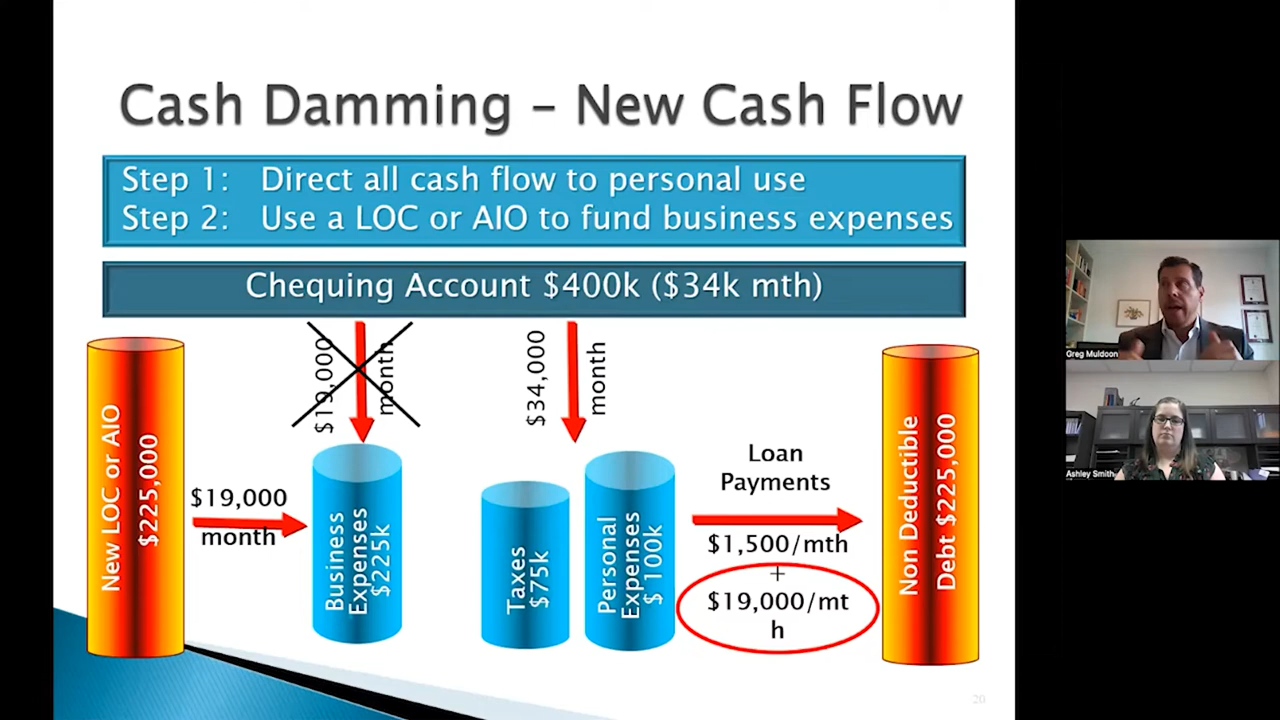 Cash Damming – New Cash Flow
Step 1: Direct all cash flow to personal use
Step 2: Use a LOC or AIO to fund business expenses
Chequing Account $400k ($34k mth)
New LOC or AIO
$225,000
$19,000
month
$19,000
month
Business
Expenses
$225k
$34,000
month
Taxes
$75k
Personal
Expenses
$ 100k
Loan
Payments
$1,500/mth
+
$19,000/mt
h
Non Deductible
Debt $225,000
20
Greg Muldoon
Ashley Smith